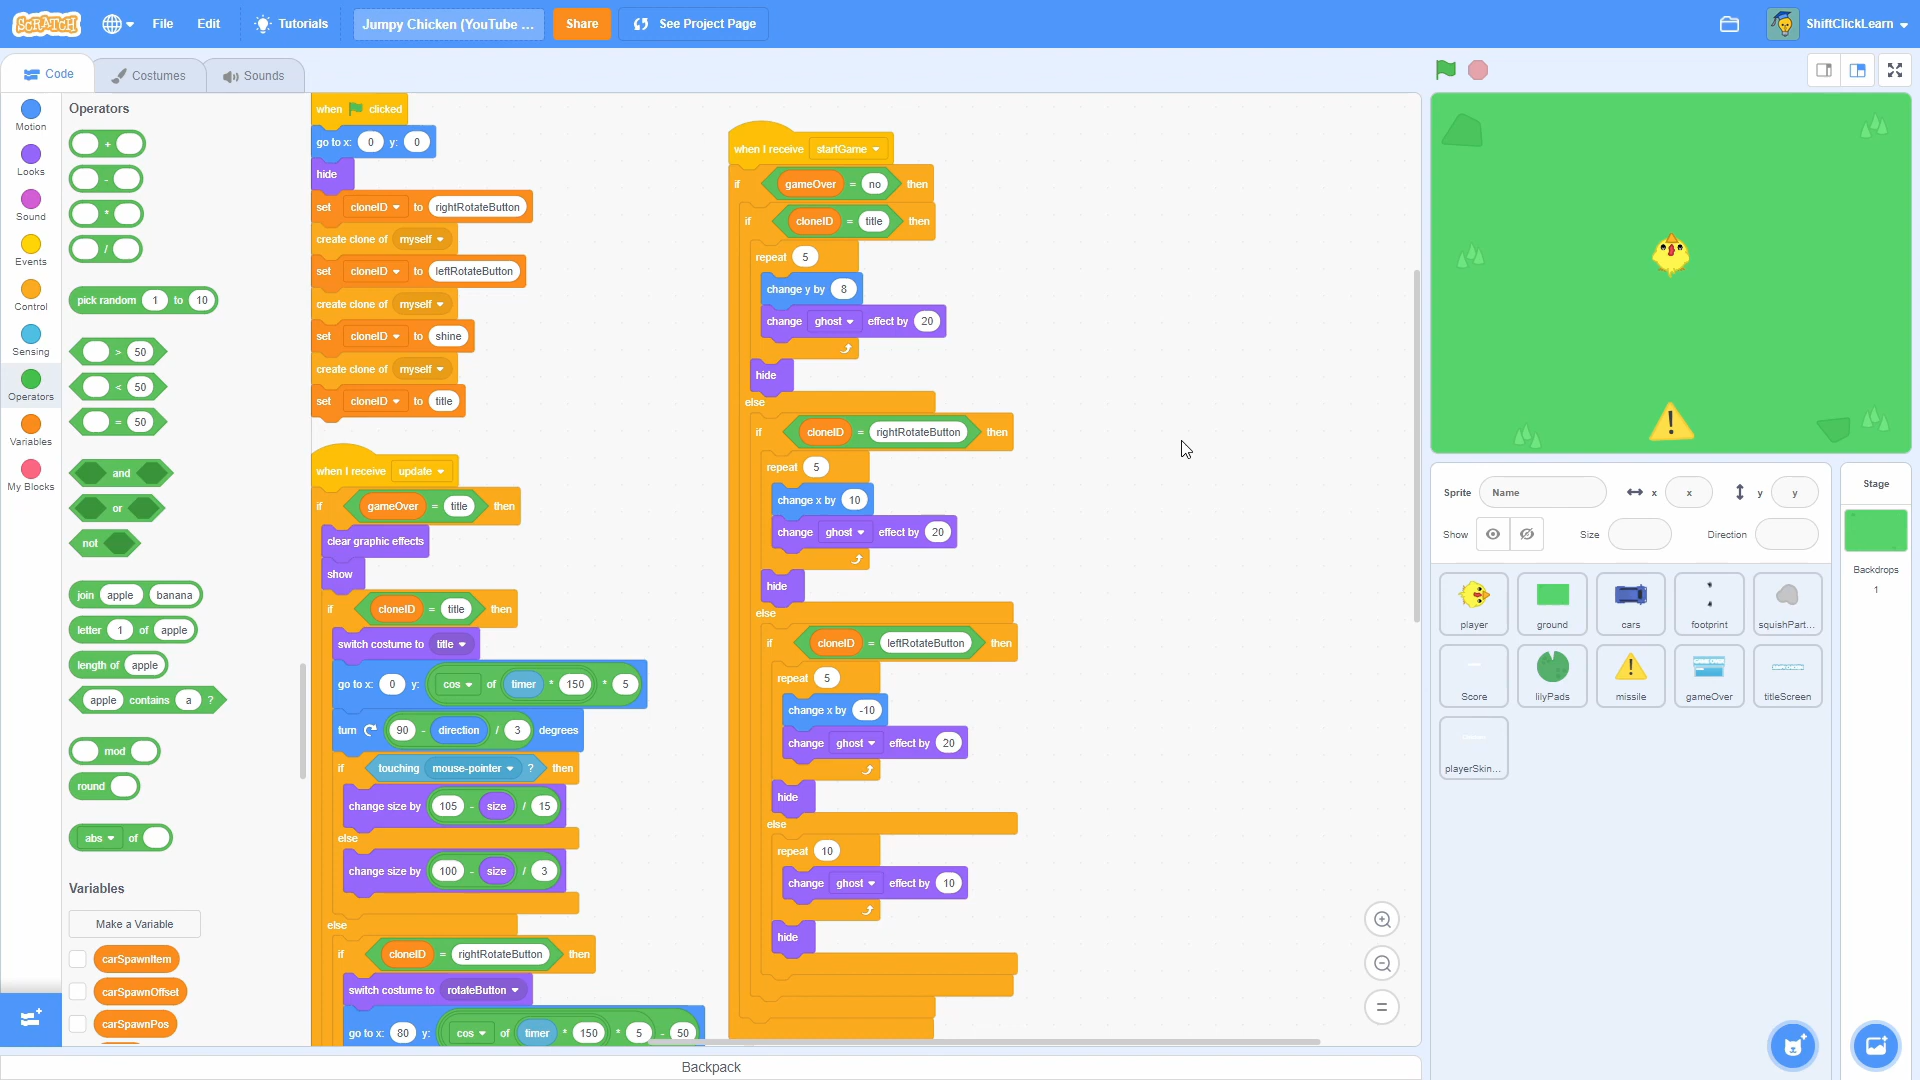 SCRATCH File Edit Tutorials Jumpy Chicken (YouTube ... Share See Project Page ShiftClickLearn
Code Costumes Sounds
Motion
Looks
Sound
Events
Control
Sensing
Operators
Variables
My Blocks
Operators
+
-
*
/
pick random 1 to 10
> 50
< 50
= 50
and
or
not
join apple banana
letter 1 of apple
length of apple
apple contains a ?
mod
round
abs of
Variables
Make a Variable
carSpawnItem
carSpawnOffset
carSpawnPos
when clicked
go to x: 0 y: 0
hide
set cloneID to rightRotateButton
create clone of myself
set cloneID to leftRotateButton
create clone of myself
set cloneID to shine
create clone of myself
set cloneID to title
when I receive update
if gameOver = title then
clear graphic effects
show
if cloneID = title then
switch costume to title
go to x: 0 y: cos of timer * 150 * 5
turn 90 - direction / 3 degrees
if touching mouse-pointer ? then
change size by 105 - size / 15
else
change size by 100 - size / 3
else
if cloneID = rightRotateButton then
switch costume to rotateButton
go to x: 80 y: cos of timer * 150 * 5 - 50
when I receive startGame
if gameOver = no then
if cloneID = title then
repeat 5
change y by 8
change ghost effect by 20
hide
else
if cloneID = rightRotateButton then
repeat 5
change x by 10
change ghost effect by 20
hide
else
if cloneID = leftRotateButton then
repeat 5
change x by -10
change ghost effect by 20
hide
else
repeat 10
change ghost effect by 10
hide
Sprite Name x x y y
Show Size Direction
player ground cars footprint squishPart...
Score lilyPads missile gameOver titleScreen
playerSkin...
Stage
Backdrops
1
Backpack